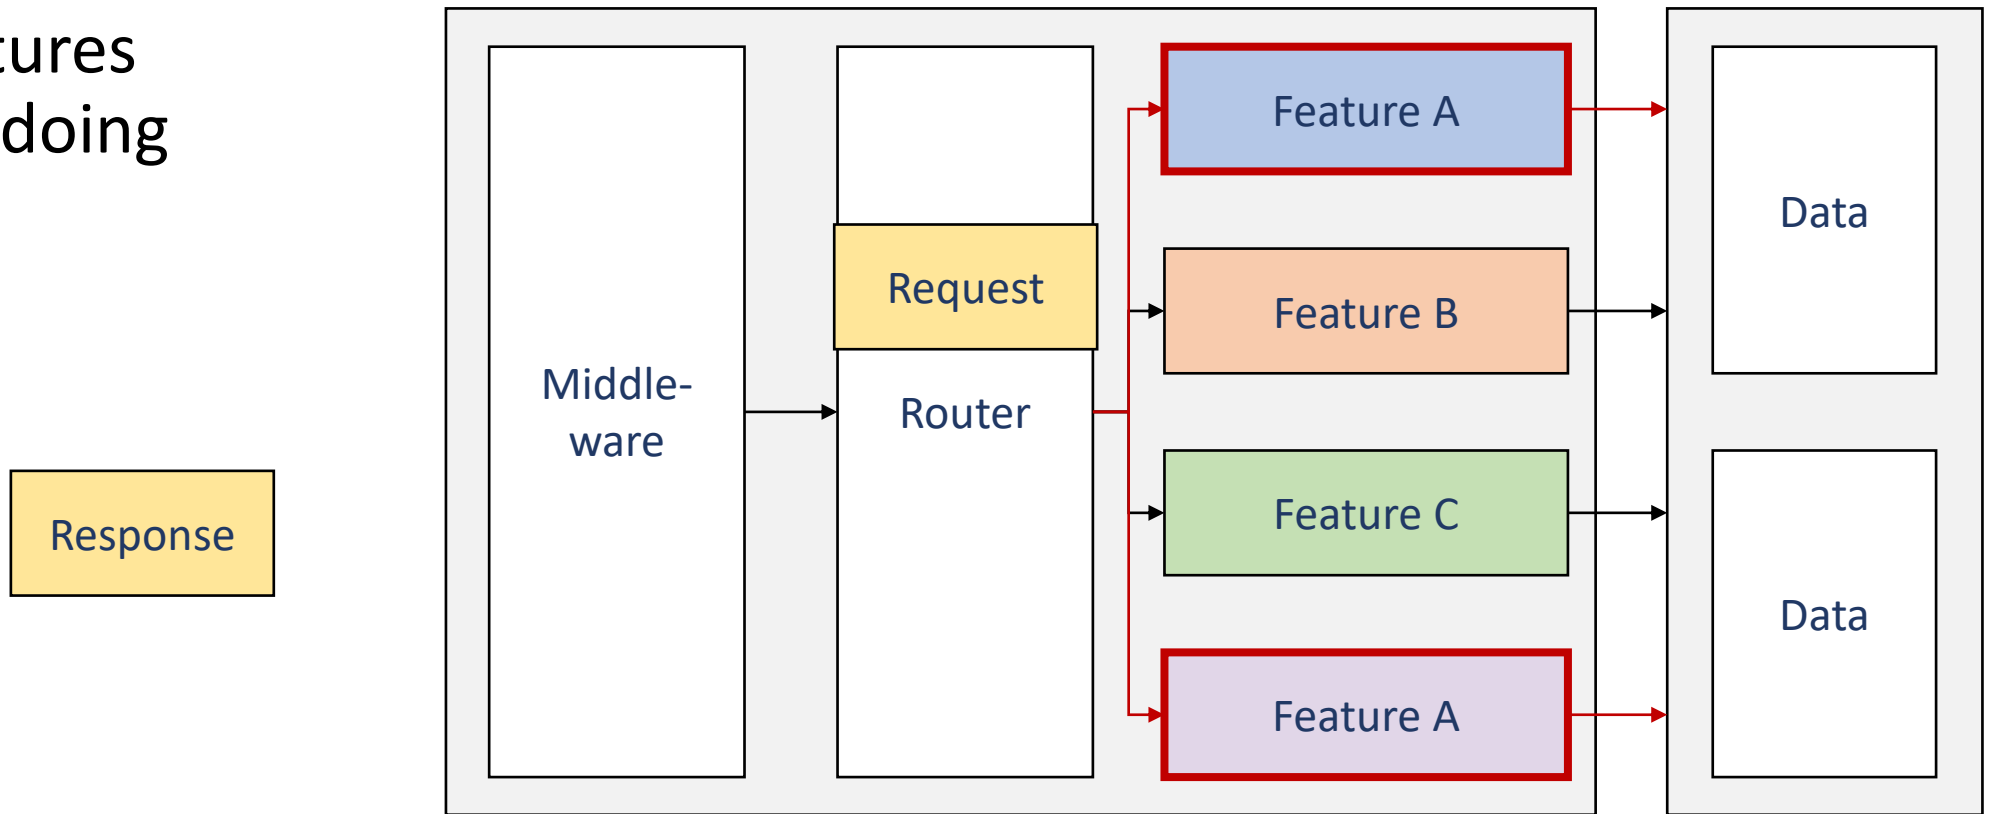 tures
doing
Response
Middle-
ware
Request
Router
Feature A
Feature B
Feature C
Feature A
Data
Data